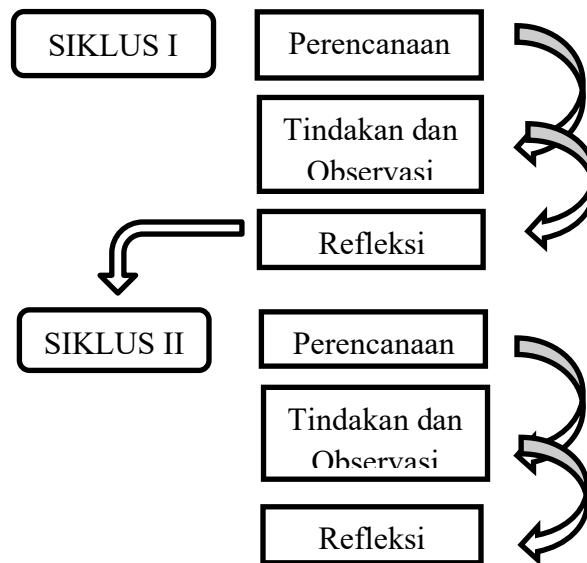 SIKLUS I
Perencanaan
Tindakan dan
Observasi
Refleksi
SIKLUS II
Perencanaan
Tindakan dan
Observasi
Refleksi